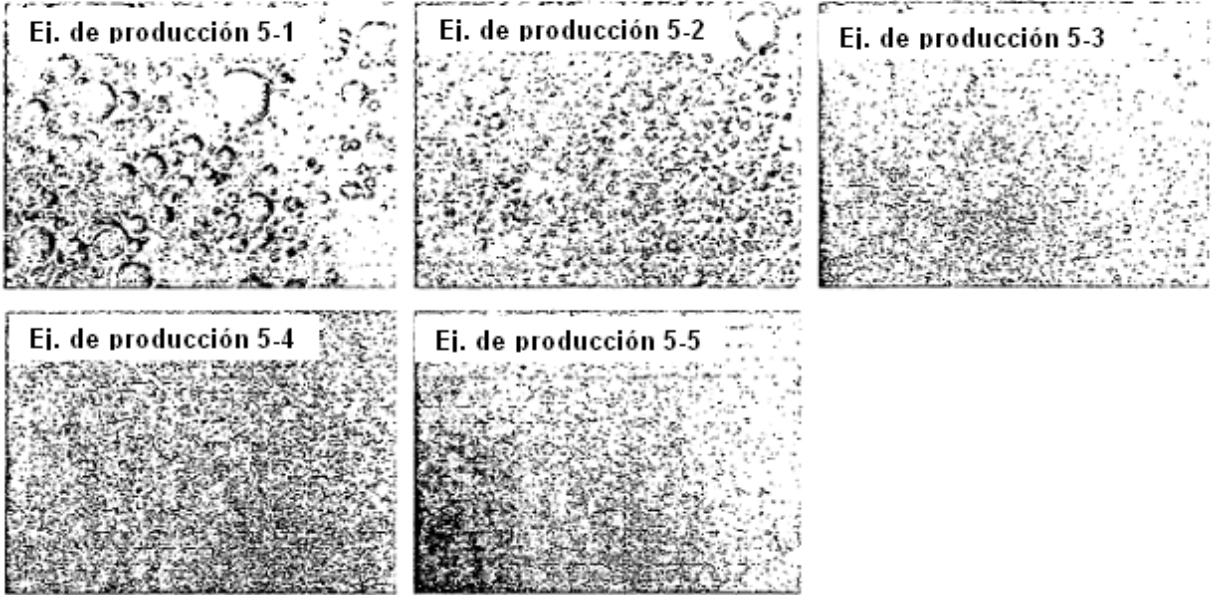 Ej. de producción 5-1
Ej. de producción 5-2
Ej. de producción 5-3
Ej. de producción 5-4
Ej. de producción 5-5